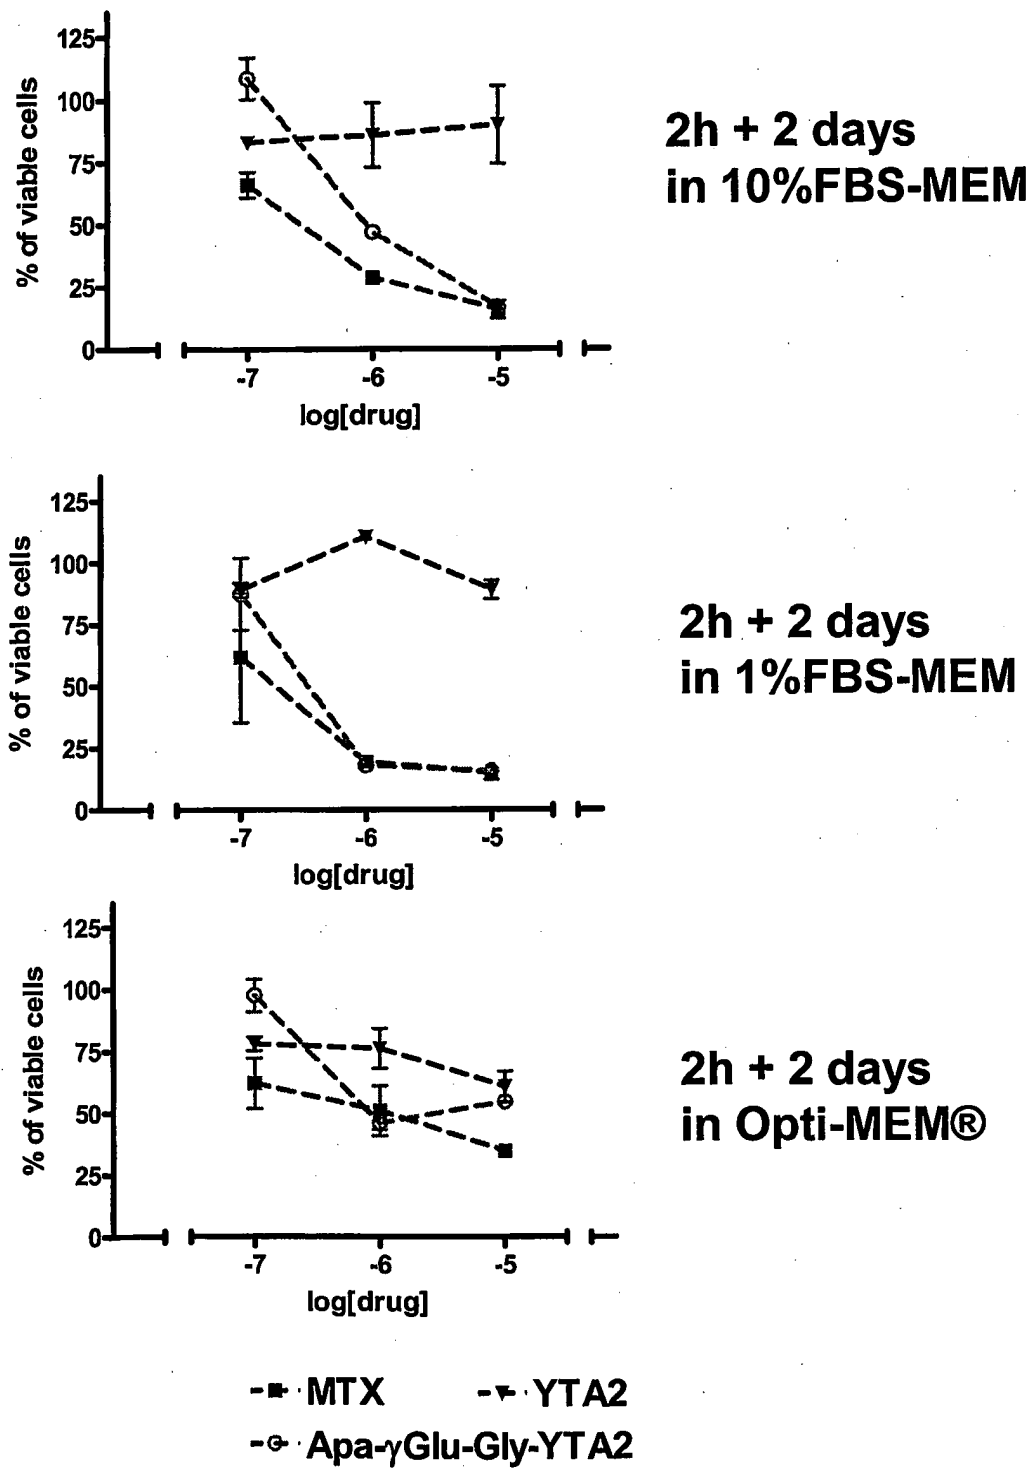 % of viable cells
125
100
75
50
25
0
-7
-6
-5
log[drug]
2h + 2 days
in 10%FBS-MEM
% of viable cells
125
100
75
50
25
0
-7
-6
-5
log[drug]
2h + 2 days
in 1%FBS-MEM
% of viable cells
125
100
75
50
25
0
-7
-6
-5
log[drug]
2h + 2 days
in Opti-MEM®
MTX
YTA2
Apa-γGlu-Gly-YTA2